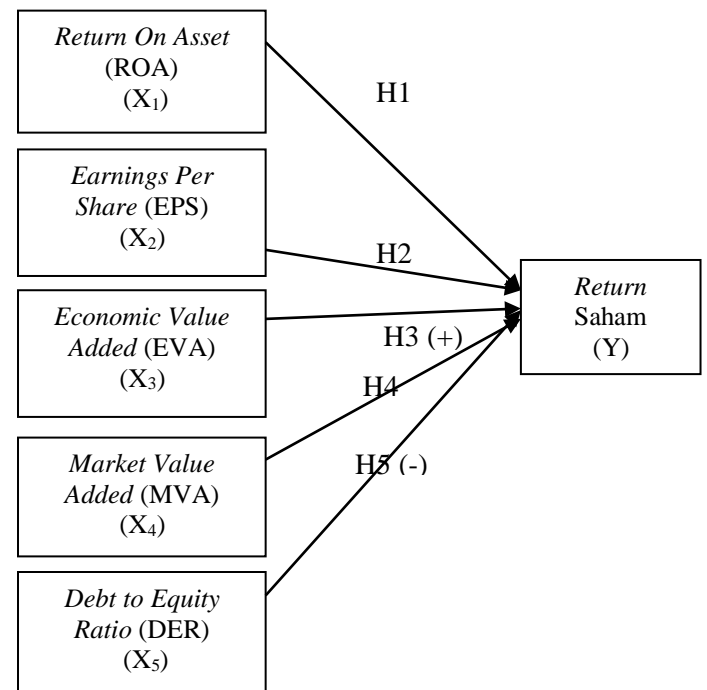 Return On Asset
(ROA)
(X₁)
H1
Earnings Per
Share (EPS)
(X₂)
H2
Return
Saham
(Y)
Economic Value
Added (EVA)
(X₃)
H3 (+)
H4
Market Value
Added (MVA)
(X₄)
H5 (-)
Debt to Equity
Ratio (DER)
(X₅)